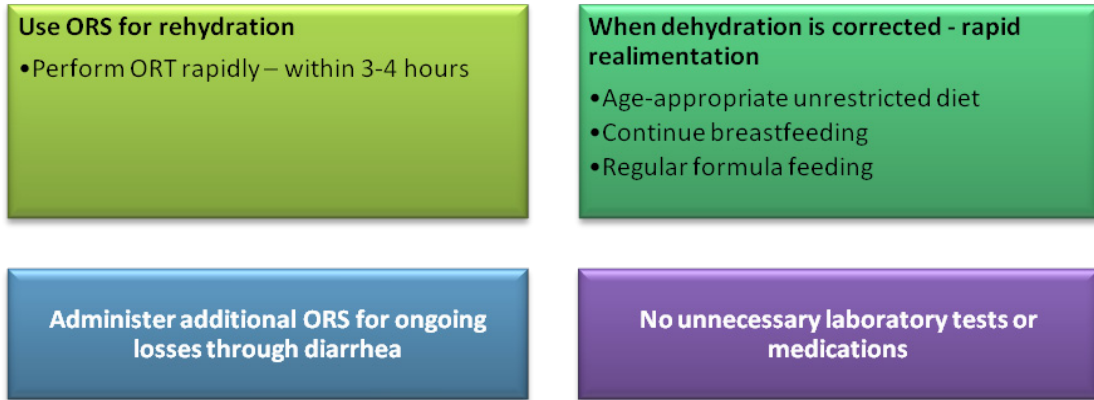 Use ORS for rehydration
•Perform ORT rapidly – within 3-4 hours
When dehydration is corrected - rapid
realimentation
•Age-appropriate unrestricted diet
•Continue breastfeeding
•Regular formula feeding
Administer additional ORS for ongoing
losses through diarrhea
No unnecessary laboratory tests or
medications